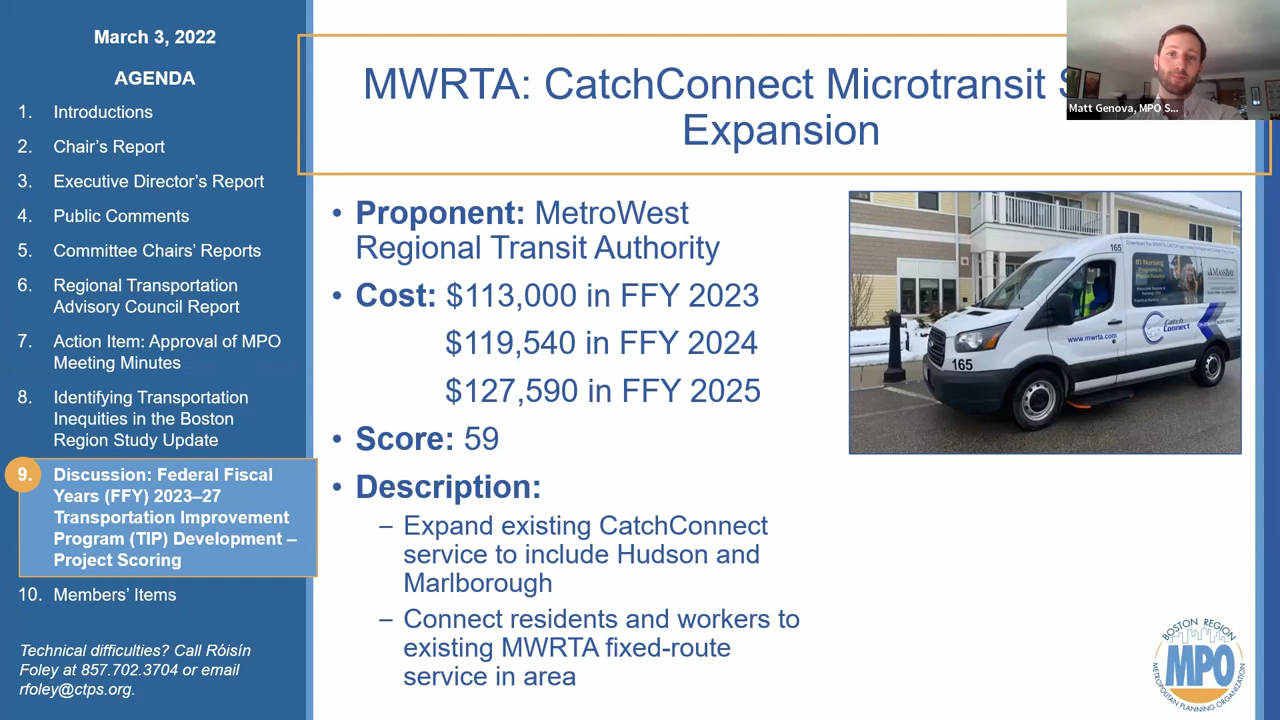 March 3, 2022
AGENDA
1. Introductions
2. Chair's Report
3. Executive Director's Report
4. Public Comments
5. Committee Chairs' Reports
6. Regional Transportation
Advisory Council Report
7. Action Item: Approval of MPO
Meeting Minutes
8. Identifying Transportation
Inequities in the Boston
Region Study Update
9. Discussion: Federal Fiscal
Years (FFY) 2023–27
Transportation Improvement
Program (TIP) Development –
Project Scoring
10. Members' Items
Technical difficulties? Call Róisín
Foley at 857.702.3704 or email
rfoley@ctps.org.
MWRTA: CatchConnect Microtransit
Expansion
Matt Genova, MPO S...
• Proponent: MetroWest
Regional Transit Authority
• Cost: $113,000 in FFY 2023
$119,540 in FFY 2024
$127,590 in FFY 2025
• Score: 59
• Description:
– Expand existing CatchConnect
service to include Hudson and
Marlborough
– Connect residents and workers to
existing MWRTA fixed-route
service in area
165
#1 Nursing
MASSBAY
Catch
Connect
www.mwrta.com
165
BOSTON REGION
MPO
METROPOLITAN PLANNING ORGANIZATION